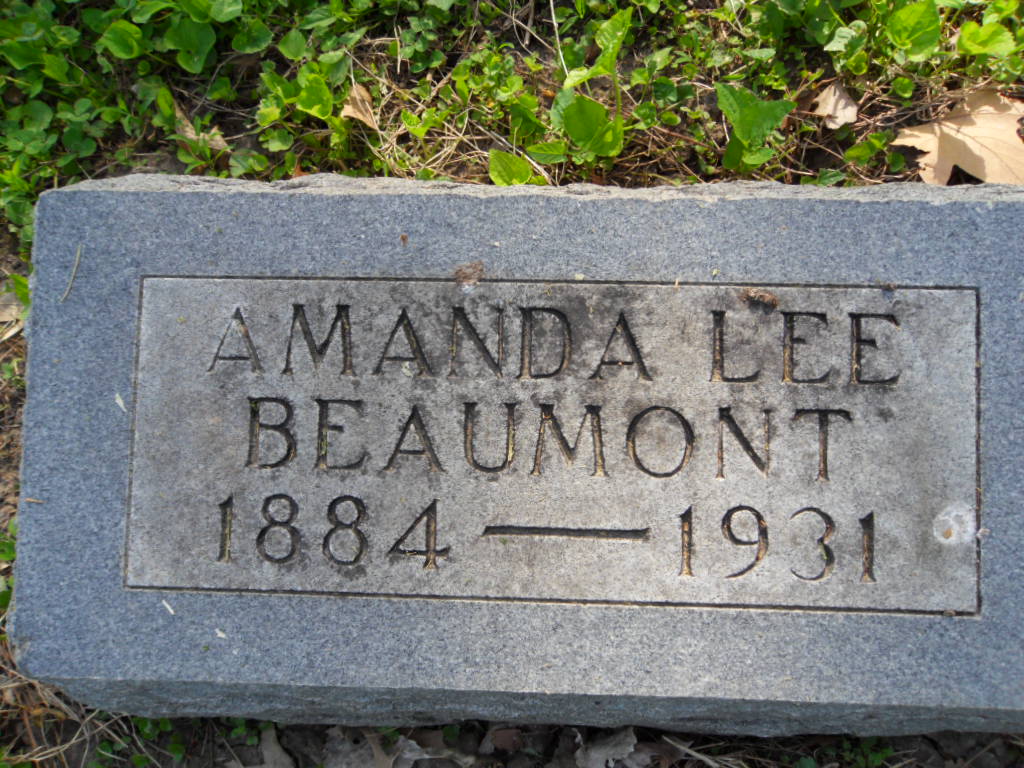 AMANDA LEE
BEAUMONT
1884 — 1931